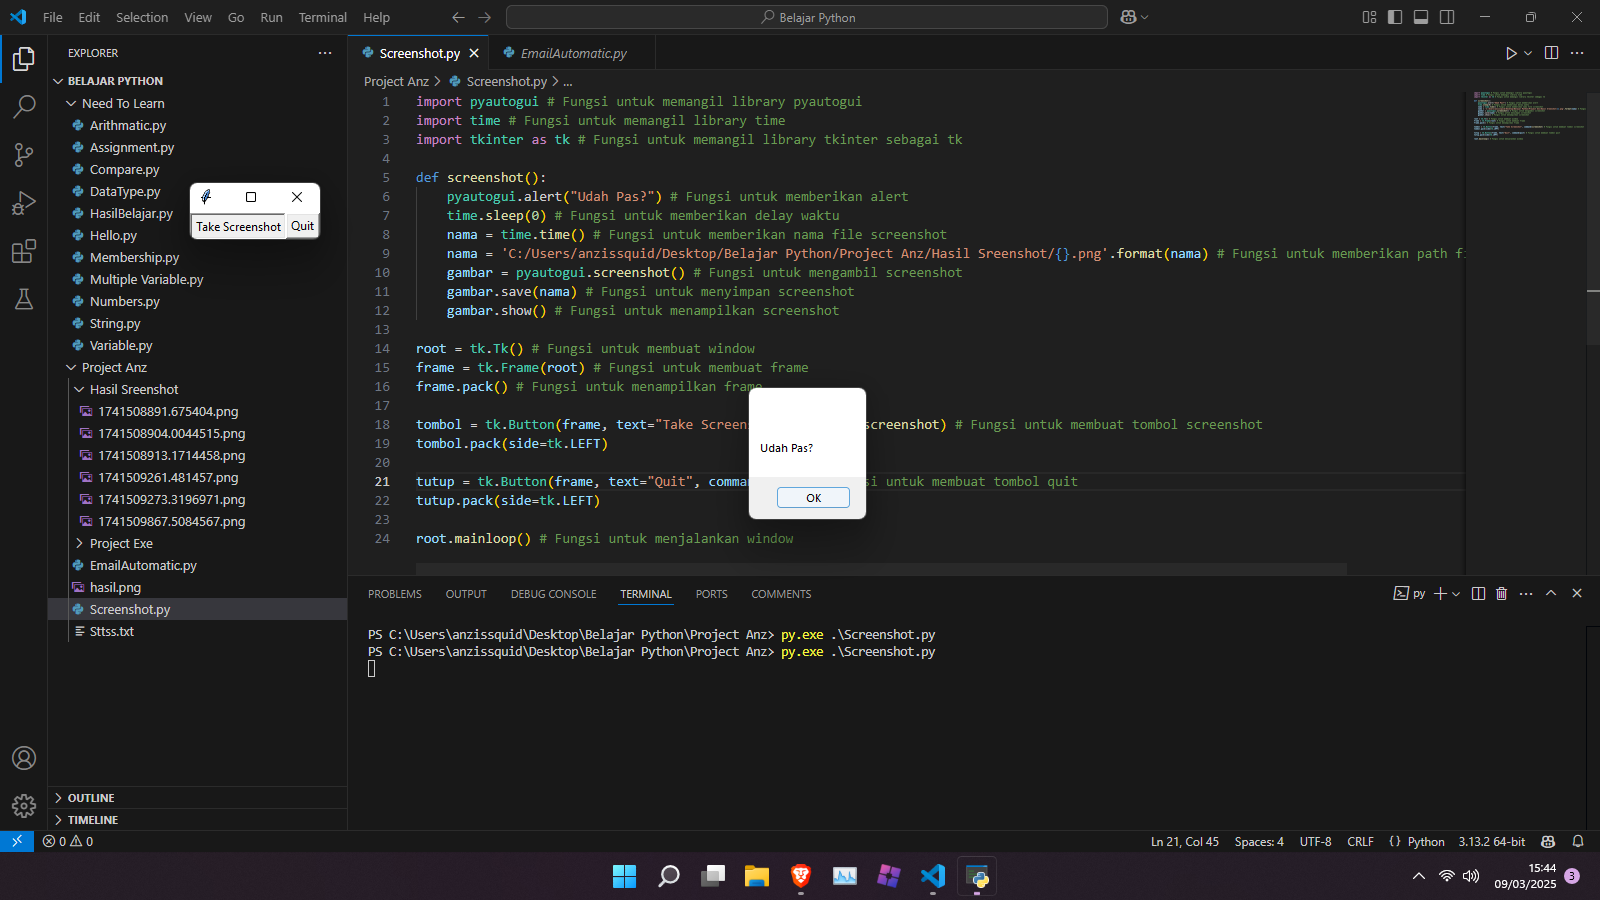 File Edit Selection View Go Run Terminal Help
Belajar Python
EXPLORER
BELAJAR PYTHON
Need To Learn
Arithmatic.py
Assignment.py
Compare.py
DataType.py
HasilBelajar.py
Hello.py
Membership.py
Multiple Variable.py
Numbers.py
String.py
Variable.py
Project Anz
Hasil Sreenshot
1741508891.675404.png
1741508904.0044515.png
1741508913.1714458.png
1741509261.481457.png
1741509273.3196971.png
1741509867.5084567.png
Project Exe
EmailAutomatic.py
hasil.png
Screenshot.py
Sttss.txt
OUTLINE
TIMELINE
Take Screenshot Quit
Screenshot.py EmailAutomatic.py
Project Anz > Screenshot.py > ...
1 import pyautogui # Fungsi untuk memangil library pyautogui
2 import time # Fungsi untuk memangil library time
3 import tkinter as tk # Fungsi untuk memangil library tkinter sebagai tk
4
5 def screenshot():
6 pyautogui.alert("Udah Pas?") # Fungsi untuk memberikan alert
7 time.sleep(0) # Fungsi untuk memberikan delay waktu
8 nama = time.time() # Fungsi untuk memberikan nama file screenshot
9 nama = 'C:/Users/anzissquid/Desktop/Belajar Python/Project Anz/Hasil Sreenshot/{}.png'.format(nama) # Fungsi untuk memberikan path fi
10 gambar = pyautogui.screenshot() # Fungsi untuk mengambil screenshot
11 gambar.save(nama) # Fungsi untuk menyimpan screenshot
12 gambar.show() # Fungsi untuk menampilkan screenshot
13
14 root = tk.Tk() # Fungsi untuk membuat window
15 frame = tk.Frame(root) # Fungsi untuk membuat frame
16 frame.pack() # Fungsi untuk menampilkan frame
17
18 tombol = tk.Button(frame, text="Take Screens screenshot) # Fungsi untuk membuat tombol screenshot
19 tombol.pack(side=tk.LEFT)
20
21 tutup = tk.Button(frame, text="Quit", comman si untuk membuat tombol quit
22 tutup.pack(side=tk.LEFT)
23
24 root.mainloop() # Fungsi untuk menjalankan window
Udah Pas?
OK
PROBLEMS OUTPUT DEBUG CONSOLE TERMINAL PORTS COMMENTS
py
PS C:\Users\anzissquid\Desktop\Belajar Python\Project Anz> py.exe .\Screenshot.py
PS C:\Users\anzissquid\Desktop\Belajar Python\Project Anz> py.exe .\Screenshot.py
0 0
Ln 21, Col 45 Spaces: 4 UTF-8 CRLF {} Python 3.13.2 64-bit
15:44
09/03/2025
3